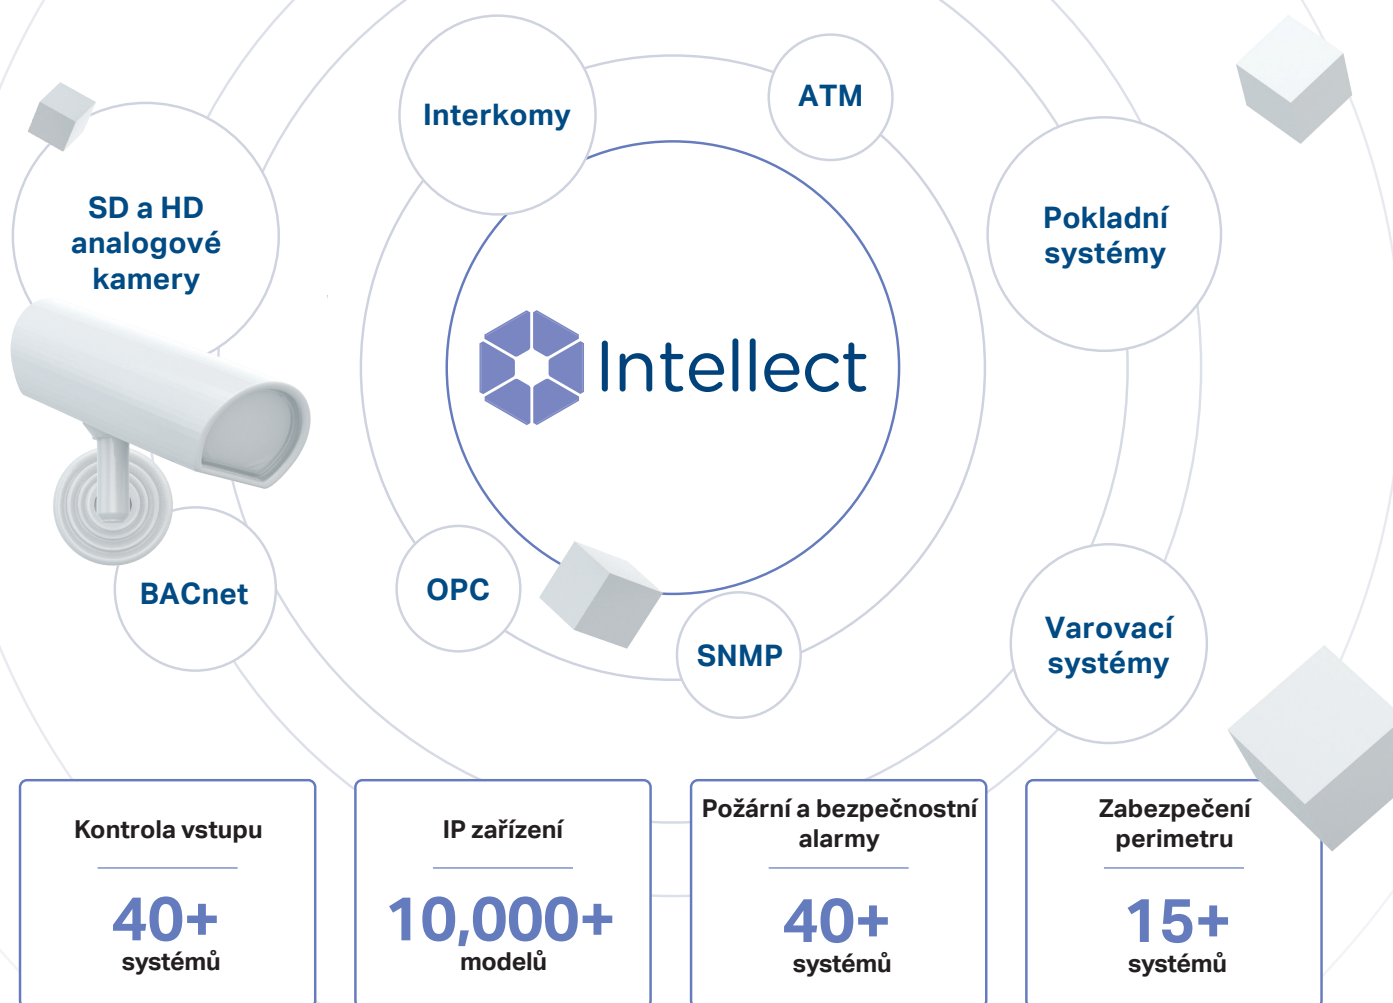 Interkomy
ATM
SD a HD
analogové
kamery
Pokladní
systémy
Intellect
BACnet
OPC
SNMP
Varovací
systémy
Kontrola vstupu
40+
systémů
IP zařízení
10,000+
modelů
Požární a bezpečnostní
alarmy
40+
systémů
Zabezpečení
perimetru
15+
systémů